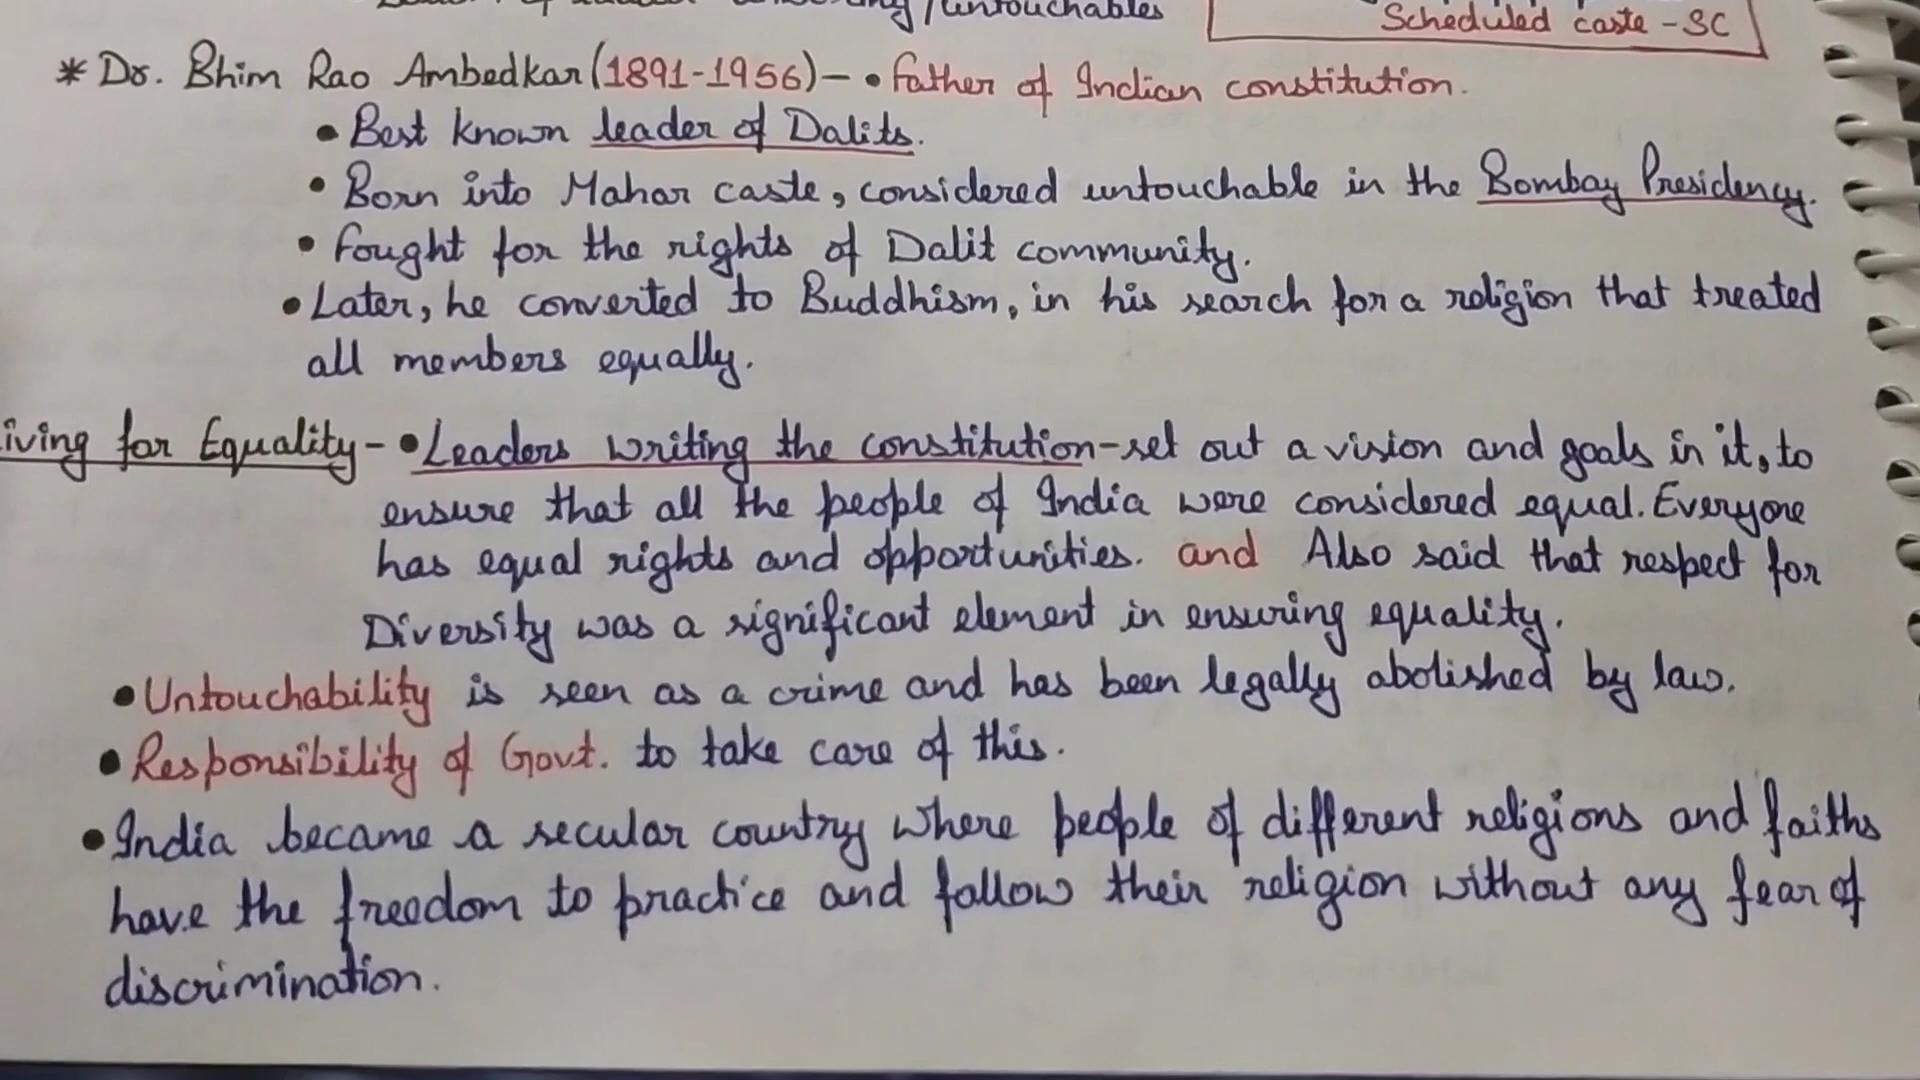 /untouchables
Scheduled caste - SC
* Dr. Bhim Rao Ambedkar (1891-1956) – • Father of Indian constitution.
• Best known leader of Dalits.
• Born into Mahar caste, considered untouchable in the Bombay Presidency.
• Fought for the rights of Dalit community.
• Later, he converted to Buddhism, in his search for a religion that treated
all members equally.
iving for Equality - • Leaders writing the constitution - set out a vision and goals in it, to
ensure that all the people of India were considered equal. Everyone
has equal rights and opportunities. and Also said that respect for
Diversity was a significant element in ensuring equality.
• Untouchability is seen as a crime and has been legally abolished by law.
• Responsibility of Govt. to take care of this.
• India became a secular country where people of different religions and faiths
have the freedom to practice and follow their religion without any fear of
discrimination.